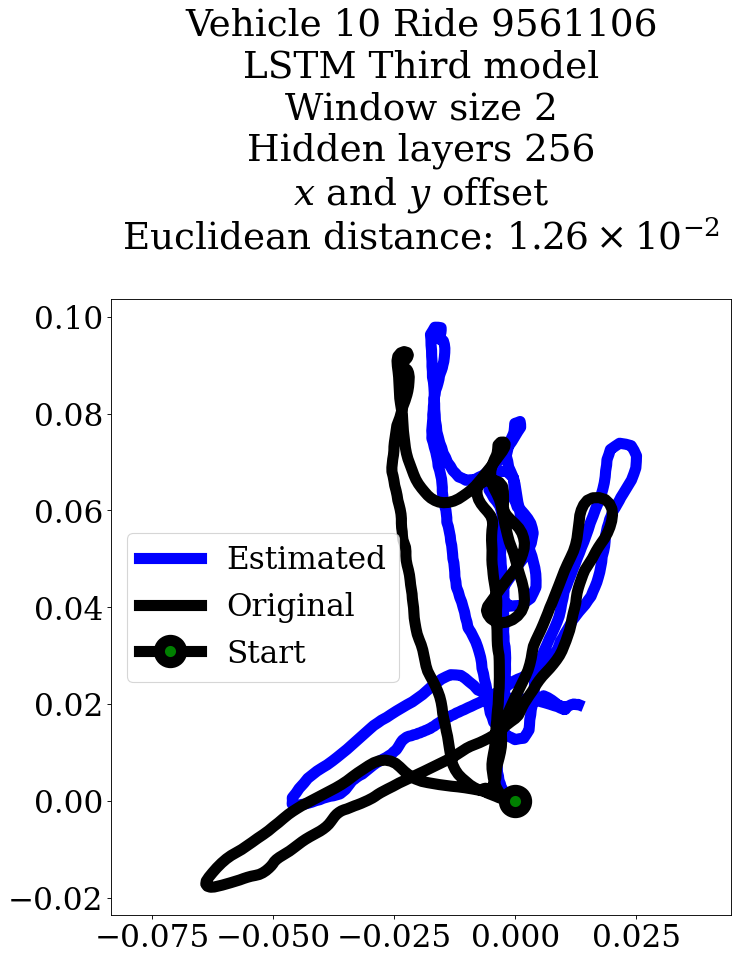 Vehicle 10 Ride 9561106
LSTM Third model
Window size 2
Hidden layers 256
x and y offset
Euclidean distance: 1.26 × 10⁻²
0.10
0.08
0.06
0.04
0.02
0.00
−0.02
Estimated
Original
Start
−0.075 −0.050 −0.025 0.000 0.025